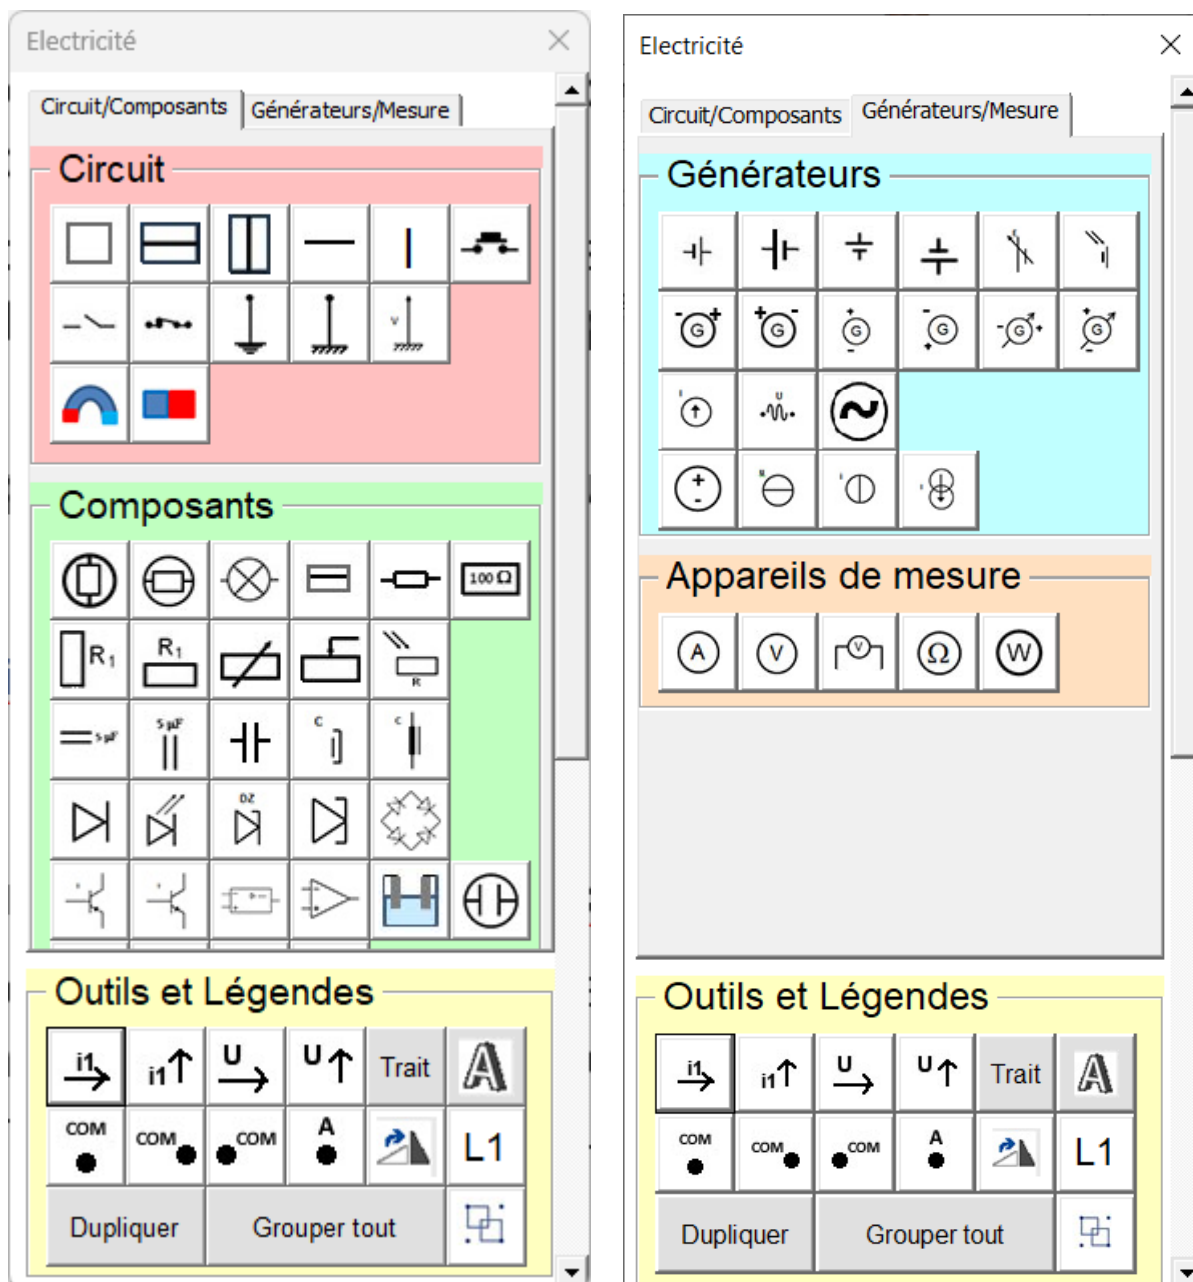 Electricité
Circuit/Composants Générateurs/Mesure
Circuit
V
Composants
100 Ω
R1 R1 R
5 µF 5 µF C C
DZ
Outils et Légendes
i1 i1 U U Trait A
COM COM COM A L1
Dupliquer Grouper tout
Electricité
Circuit/Composants Générateurs/Mesure
Générateurs
- + + - + - - + - + + -
G G G G G G
I U
+ -
Appareils de mesure
A V V Ω W
Outils et Légendes
i1 i1 U U Trait A
COM COM COM A L1
Dupliquer Grouper tout